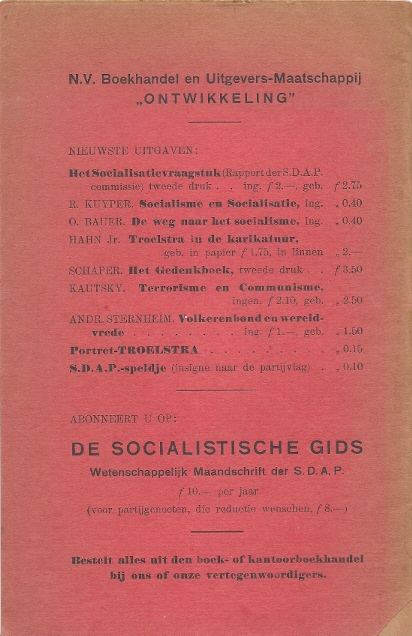 N.V. Boekhandel en Uitgevers-Maatschappij
„ONTWIKKELING”
NIEUWSTE UITGAVEN:
Het Socialisatievraagstuk (Rapport der S.D.A.P.
commissie) tweede druk . . ing. ƒ 2.—, geb. ƒ 2.75
R. KUYPER. Socialisme en Socialisatie, ing. „ 0.40
O. BAUER. De weg naar het socialisme, ing. „ 0.40
HAHN Jr. Troelstra in de karikatuur,
geb. in papier ƒ 1.75, in linnen „ 2.—
SCHAPER. Het Gedenkboek, tweede druk . . ƒ 3.50
KAUTSKY. Terrorisme en Communisme,
ingen. ƒ 2.10, geb. „ 2.50
ANDR. STERNHEIM. Volkerenbond en wereld-
vrede . . . . . . . . . ing. ƒ 1.—, geb. „ 1.50
Portret-TROELSTRA . . . . . . . . . „ 0.15
S.D.A.P.-speldje (insigne naar de partijvlag) . „ 0.10
ABONNEERT U OP:
DE SOCIALISTISCHE GIDS
Wetenschappelijk Maandschrift der S. D. A. P.
ƒ 10.— per jaar
(voor partijgenooten, die reductie wenschen, ƒ 8.—)
Bestelt alles uit den boek- of kantoorboekhandel
bij ons of onze vertegenwoordigers.